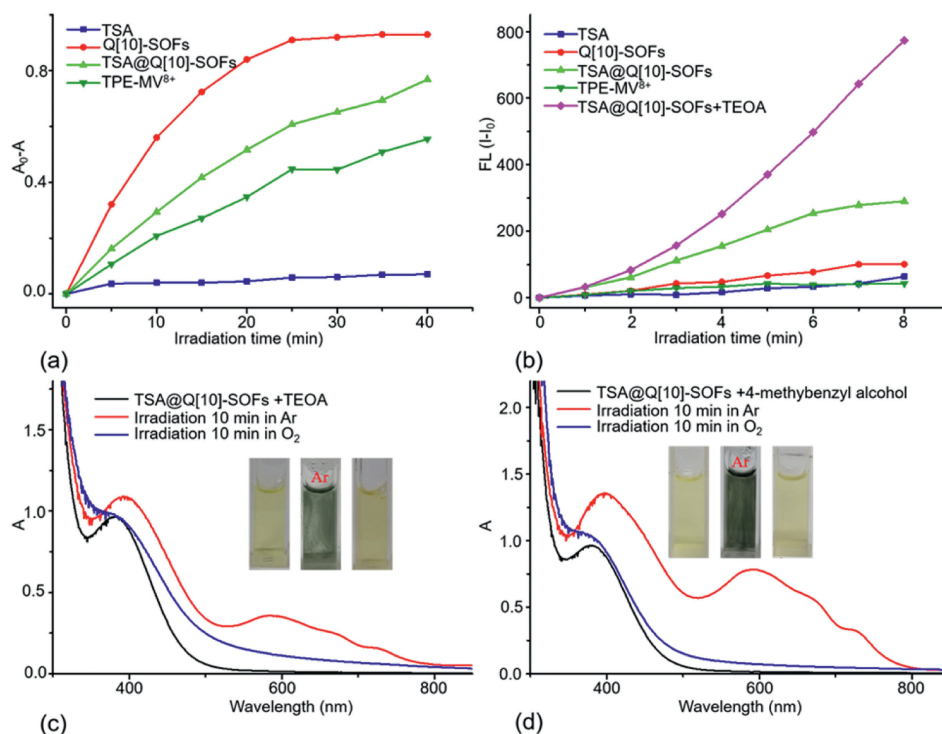 TSA
Q[10]-SOFs
TSA@Q[10]-SOFs
TPE-MV8+
0.8
0.4
0.0
A0-A
0 10 20 30 40
Irradiation time (min)
(a)
TSA
Q[10]-SOFs
TSA@Q[10]-SOFs
TPE-MV8+
TSA@Q[10]-SOFs+TEOA
800
600
400
200
0
FL (I-I0)
0 2 4 6 8
Irradiation time (min)
(b)
TSA@Q[10]-SOFs +TEOA
Irradiation 10 min in Ar
Irradiation 10 min in O2
Ar
1.5
1.0
0.5
0.0
A
400 600 800
Wavelength (nm)
(c)
TSA@Q[10]-SOFs +4-methybenzyl alcohol
Irradiation 10 min in Ar
Irradiation 10 min in O2
Ar
2.0
1.5
1.0
0.5
0.0
A
400 600 800
Wavelength (nm)
(d)